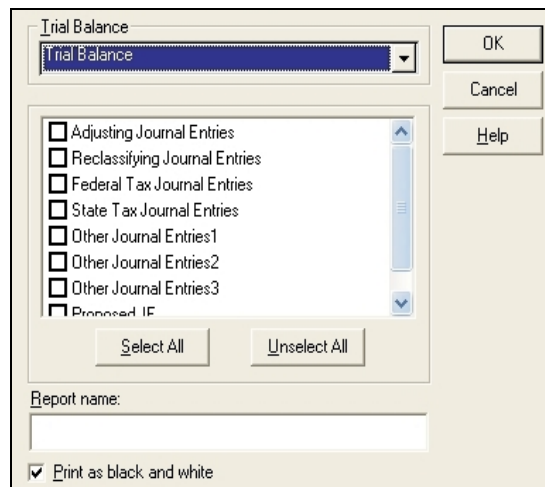 Trial Balance
Trial Balance
OK
Cancel
Help
Adjusting Journal Entries
Reclassifying Journal Entries
Federal Tax Journal Entries
State Tax Journal Entries
Other Journal Entries1
Other Journal Entries2
Other Journal Entries3
Proposed JE
Select All
Unselect All
Report name:
Print as black and white